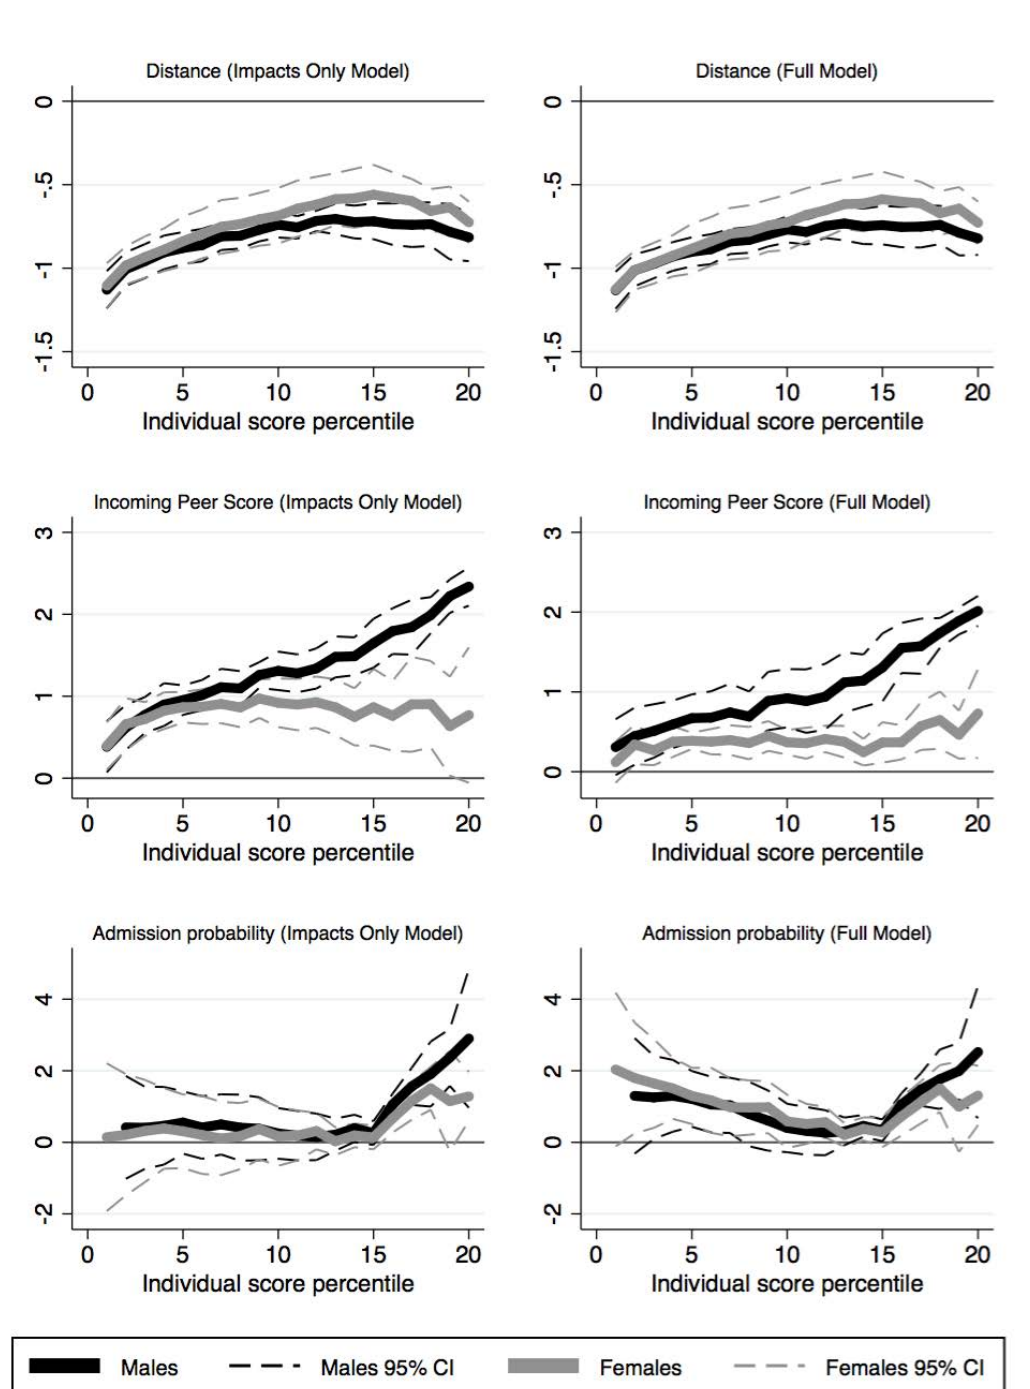 Distance (Impacts Only Model)
0
-.5
-1
-1.5
0 5 10 15 20
Individual score percentile
Distance (Full Model)
0
-.5
-1
-1.5
0 5 10 15 20
Individual score percentile
Incoming Peer Score (Impacts Only Model)
3
2
1
0
0 5 10 15 20
Individual score percentile
Incoming Peer Score (Full Model)
3
2
1
0
0 5 10 15 20
Individual score percentile
Admission probability (Impacts Only Model)
4
2
0
-2
0 5 10 15 20
Individual score percentile
Admission probability (Full Model)
4
2
0
-2
0 5 10 15 20
Individual score percentile
Males Males 95% CI Females Females 95% CI